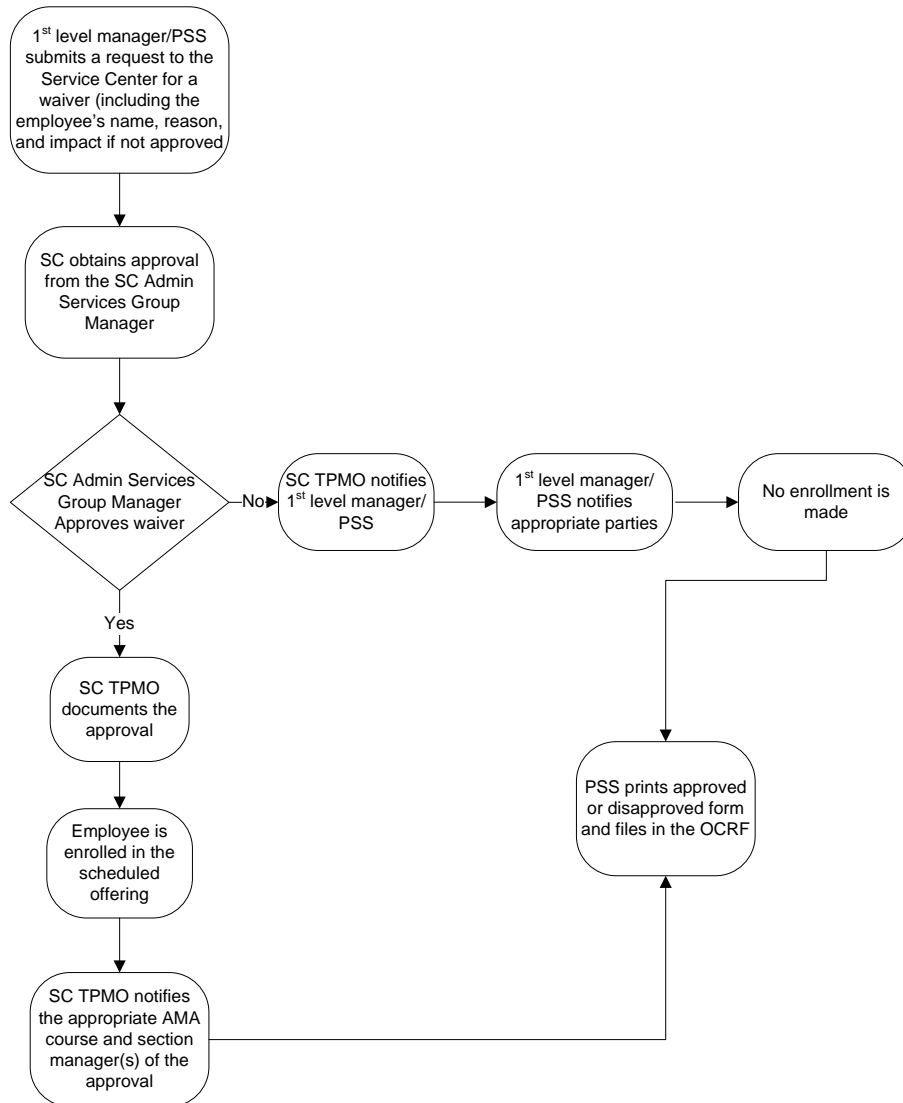 1st level manager/PSS
submits a request to the
Service Center for a
waiver (including the
employee's name, reason,
and impact if not approved
SC obtains approval
from the SC Admin
Services Group
Manager
SC Admin Services
Group Manager
Approves waiver
No
SC TPMO notifies
1st level manager/
PSS
1st level manager/
PSS notifies
appropriate parties
No enrollment is
made
Yes
SC TPMO
documents the
approval
Employee is
enrolled in the
scheduled
offering
SC TPMO notifies
the appropriate AMA
course and section
manager(s) of the
approval
PSS prints approved
or disapproved form
and files in the OCRF